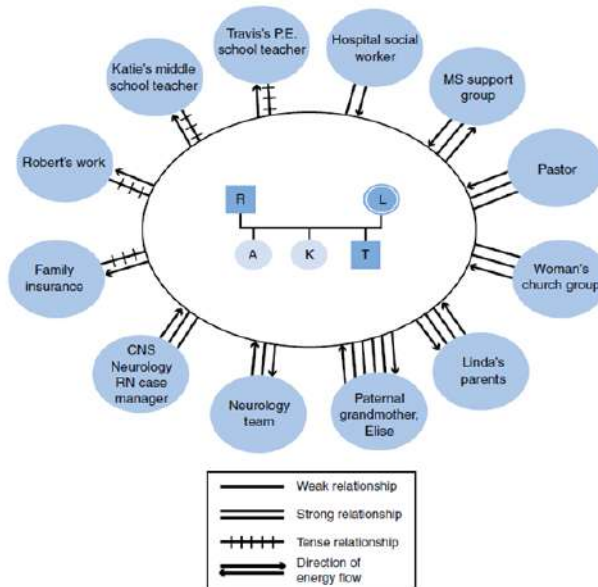 Travis's P.E.
school teacher
Hospital social
worker
Katie's middle
school teacher
MS support
group
Robert's work
Pastor
R
L
A
K
T
Family
insurance
Woman's
church group
CNS
Neurology
RN case
manager
Neurology
team
Paternal
grandmother,
Elise
Linda's
parents
Weak relationship
Strong relationship
Tense relationship
Direction of
energy flow